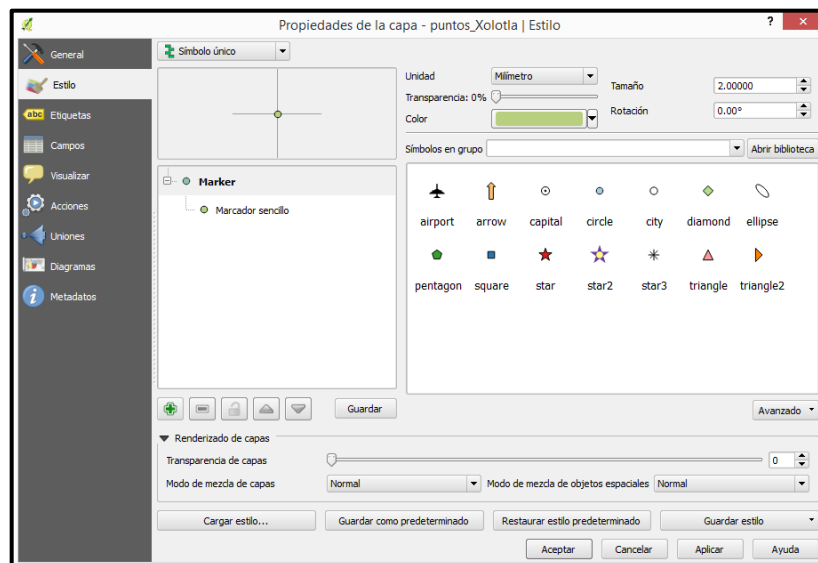 Propiedades de la capa - puntos_Xolotla | Estilo
? ×
General
Estilo
abc Etiquetas
Campos
Visualizar
Acciones
Uniones
Diagramas
Metadatos
Símbolo único
Unidad Milímetro
Tamaño 2.00000
Transparencia: 0%
Rotación 0.00°
Color
Símbolos en grupo Abrir biblioteca
Marker
Marcador sencillo
airport arrow capital circle city diamond ellipse
pentagon square star star2 star3 triangle triangle2
Guardar
Avanzado
Renderizado de capas
Transparencia de capas 0
Modo de mezcla de capas Normal Modo de mezcla de objetos espaciales Normal
Cargar estilo... Guardar como predeterminado Restaurar estilo predeterminado Guardar estilo
Aceptar Cancelar Aplicar Ayuda